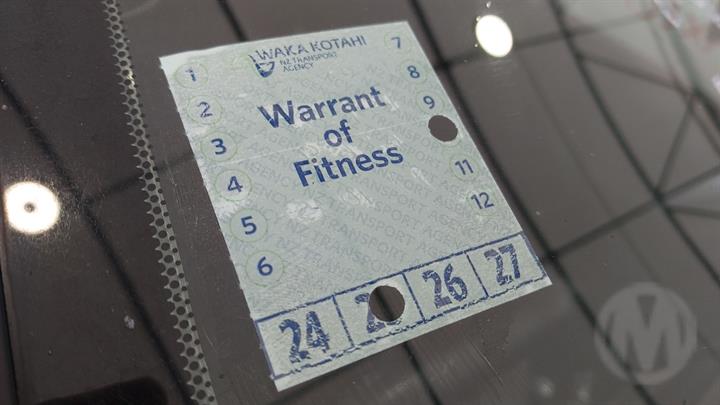 WAKA KOTAHI
NZ TRANSPORT
AGENCY
Warrant
of
Fitness
1
2
3
4
5
6
7
8
9
11
12
24
26
27
M